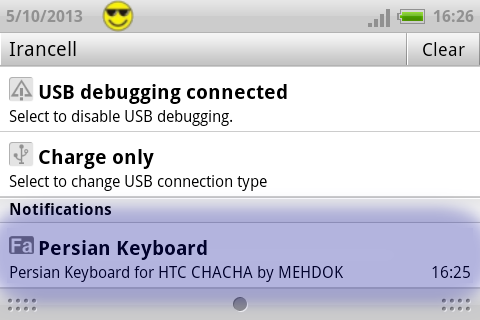 5/10/2013 16:26
Irancell Clear
USB debugging connected
Select to disable USB debugging.
Charge only
Select to change USB connection type
Notifications
Fa Persian Keyboard
Persian Keyboard for HTC CHACHA by MEHDOK 16:25